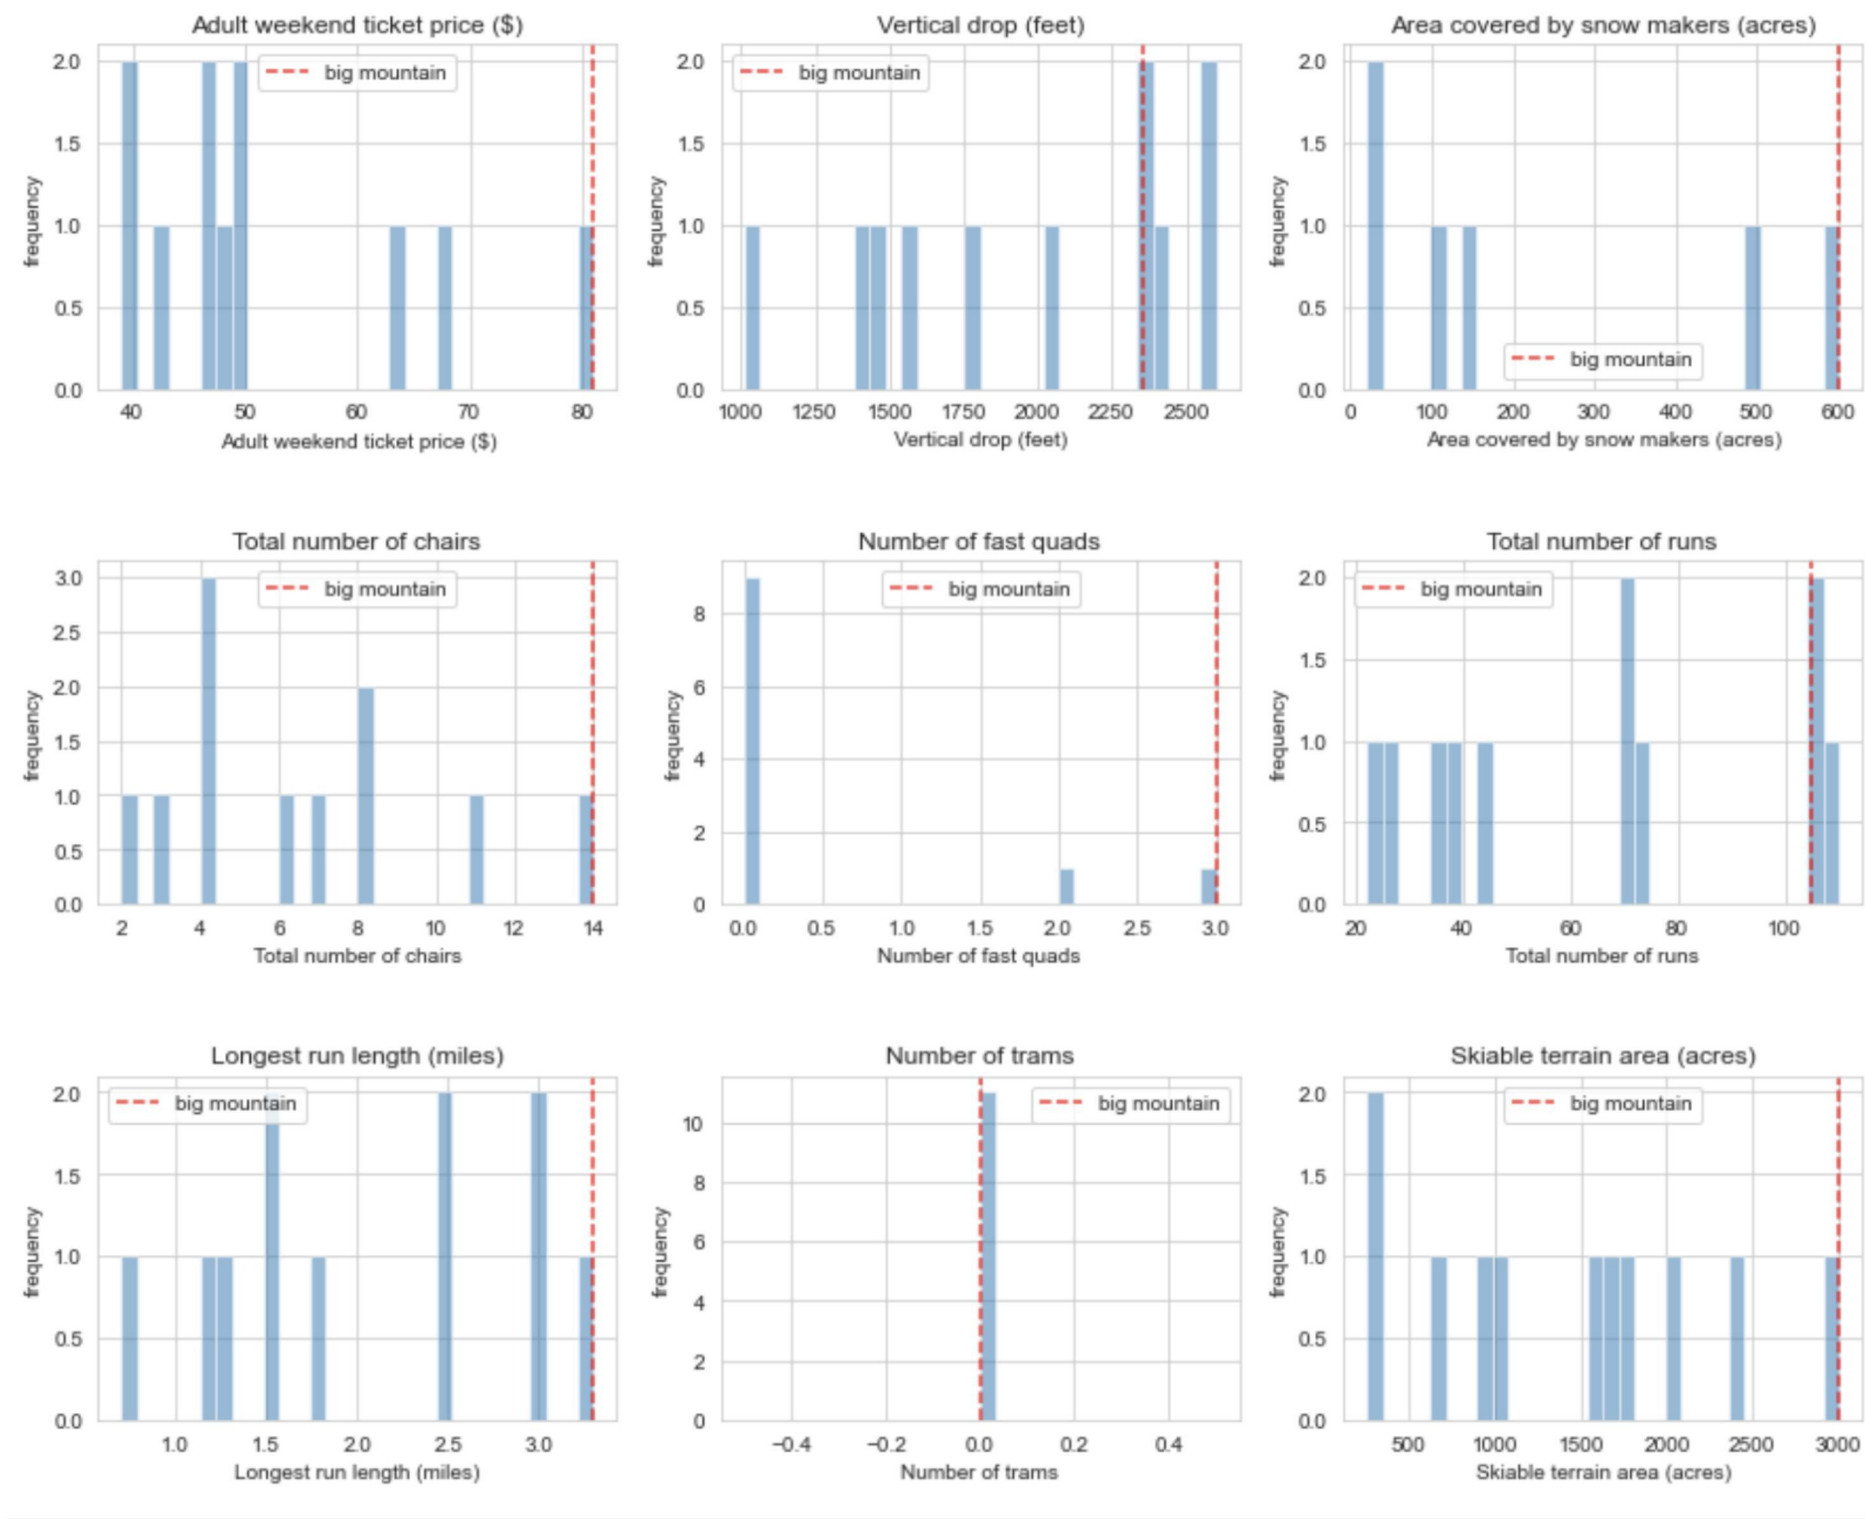 Adult weekend ticket price ($)
2.0
1.5
1.0
0.5
0.0
frequency
big mountain
40 50 60 70 80
Adult weekend ticket price ($)
Vertical drop (feet)
2.0
1.5
1.0
0.5
0.0
frequency
big mountain
1000 1250 1500 1750 2000 2250 2500
Vertical drop (feet)
Area covered by snow makers (acres)
2.0
1.5
1.0
0.5
0.0
frequency
big mountain
0 100 200 300 400 500 600
Area covered by snow makers (acres)
Total number of chairs
3.0
2.5
2.0
1.5
1.0
0.5
0.0
frequency
big mountain
2 4 6 8 10 12 14
Total number of chairs
Number of fast quads
8
6
4
2
0
frequency
big mountain
0.0 0.5 1.0 1.5 2.0 2.5 3.0
Number of fast quads
Total number of runs
2.0
1.5
1.0
0.5
0.0
frequency
big mountain
20 40 60 80 100
Total number of runs
Longest run length (miles)
2.0
1.5
1.0
0.5
0.0
frequency
big mountain
1.0 1.5 2.0 2.5 3.0
Longest run length (miles)
Number of trams
10
8
6
4
2
0
frequency
big mountain
−0.4 −0.2 0.0 0.2 0.4
Number of trams
Skiable terrain area (acres)
2.0
1.5
1.0
0.5
0.0
frequency
big mountain
500 1000 1500 2000 2500 3000
Skiable terrain area (acres)